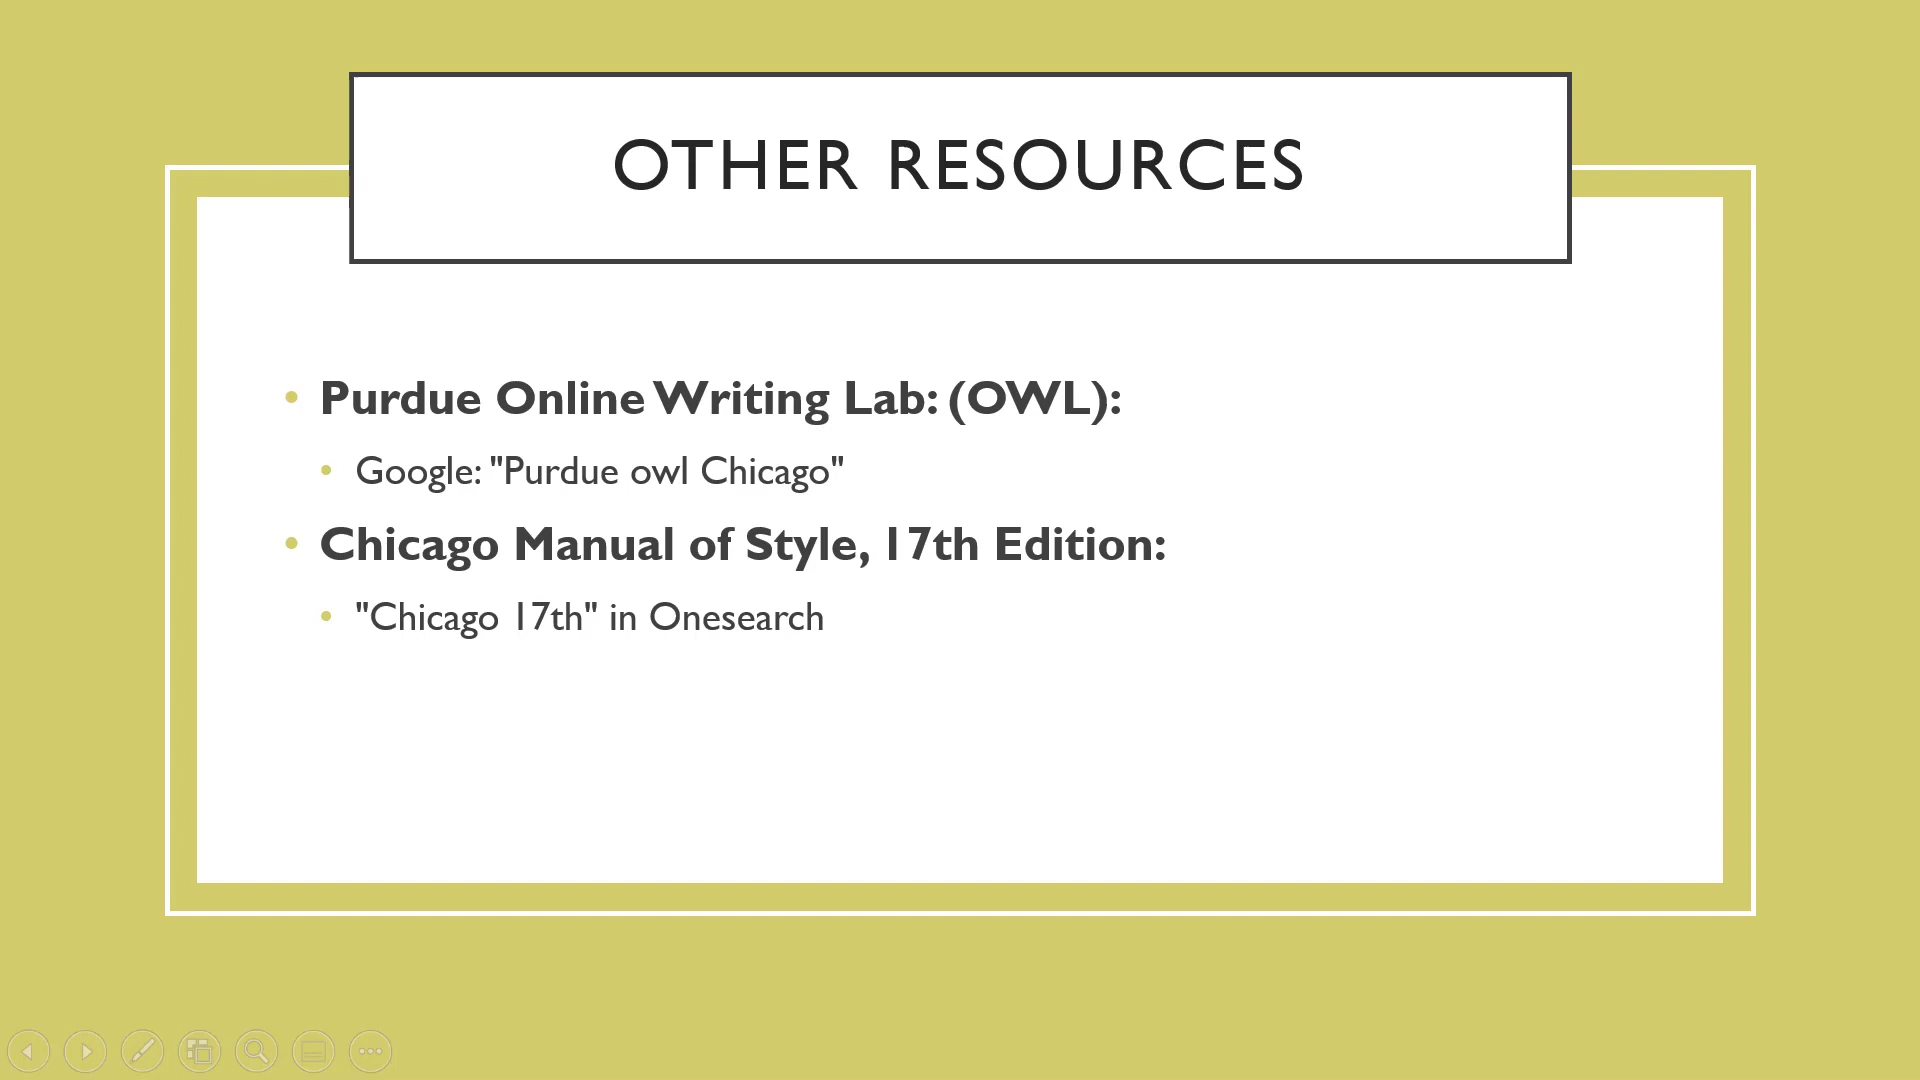 OTHER RESOURCES
• Purdue Online Writing Lab: (OWL):
• Google: "Purdue owl Chicago"
• Chicago Manual of Style, 17th Edition:
• "Chicago 17th" in Onesearch